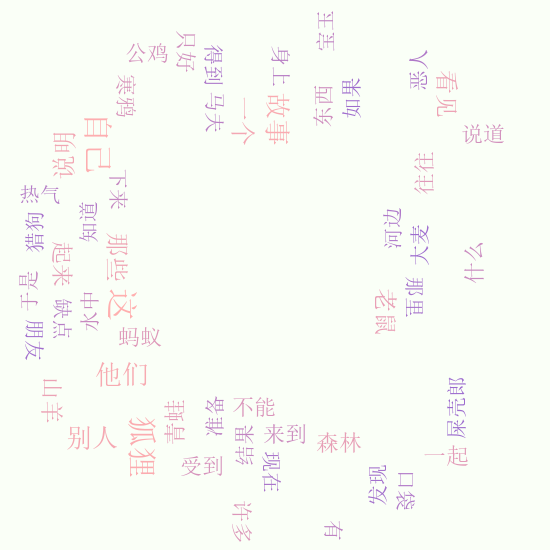 宝玉
只好
公鸡
得到
身上
恶人
看见
寒鸦
马夫
一个
故事
东西
如果
说道
说明
自己
往往
热气
下来
猎狗
知道
河边
大麦
起来
那些
什么
于是
缺点
水中
这
那里
老鼠
朋友
蚂蚁
他们
山羊
屎壳郎
准备
不能
别人
狐狸
青蛙
结果
来到
森林
一起
受到
现在
发现
口袋
许多
有